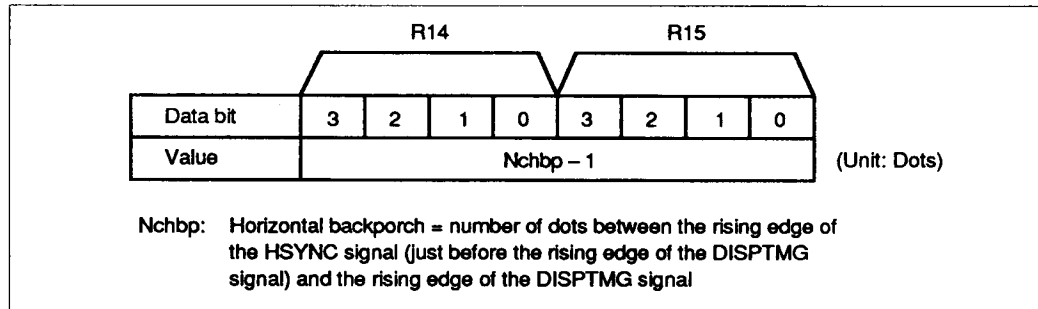 R14 R15
Data bit 3 2 1 0 3 2 1 0
Value Nchbp – 1 (Unit: Dots)
Nchbp: Horizontal backporch = number of dots between the rising edge of
the HSYNC signal (just before the rising edge of the DISPTMG
signal) and the rising edge of the DISPTMG signal